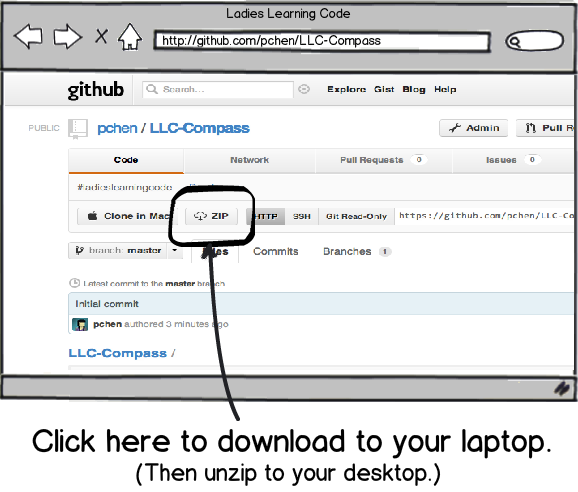 Ladies Learning Code
http://github.com/pchen/LLC-Compass
github Search... Explore Gist Blog Help
PUBLIC pchen / LLC-Compass Admin Pull R
Code Network Pull Requests 0 Issues 0
#ladieslearningcode
Clone in Mac ZIP HTTP SSH Git Read-Only https://github.com/pchen/LLC-Co
branch: master Commits Branches 1
Latest commit to the master branch
Initial commit
pchen authored 3 minutes ago
LLC-Compass /
Click here to download to your laptop.
(Then unzip to your desktop.)